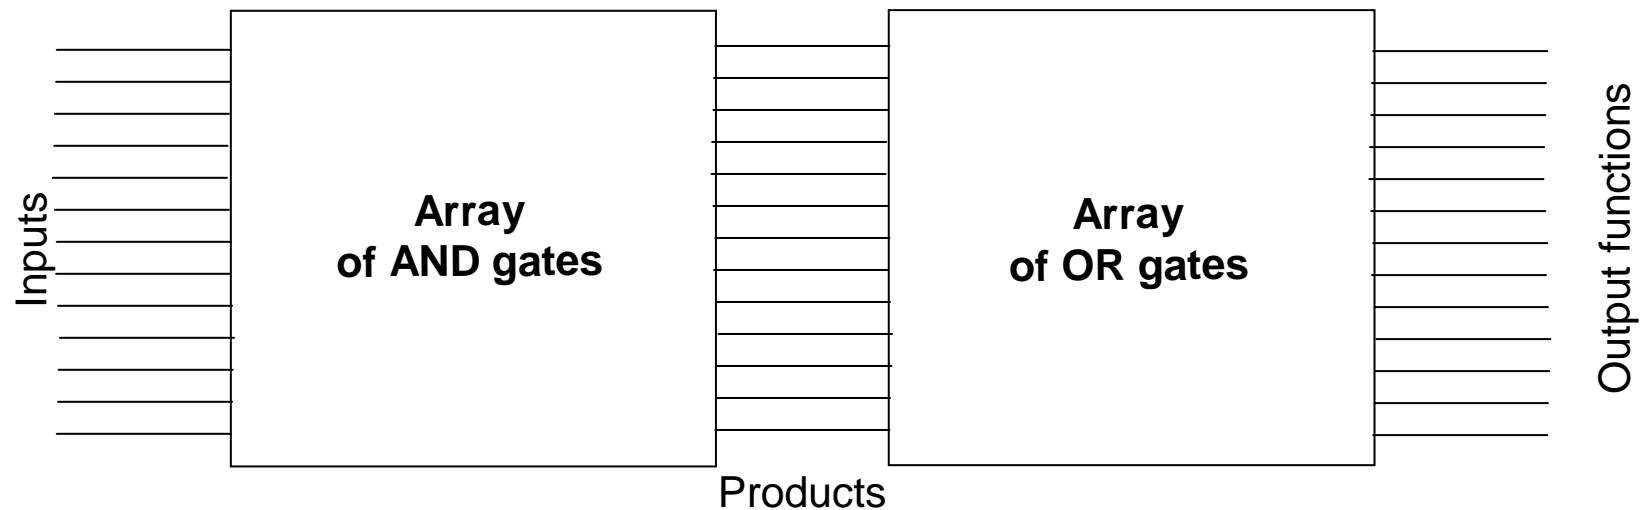 Inputs
Array
of AND gates
Products
Array
of OR gates
Output functions